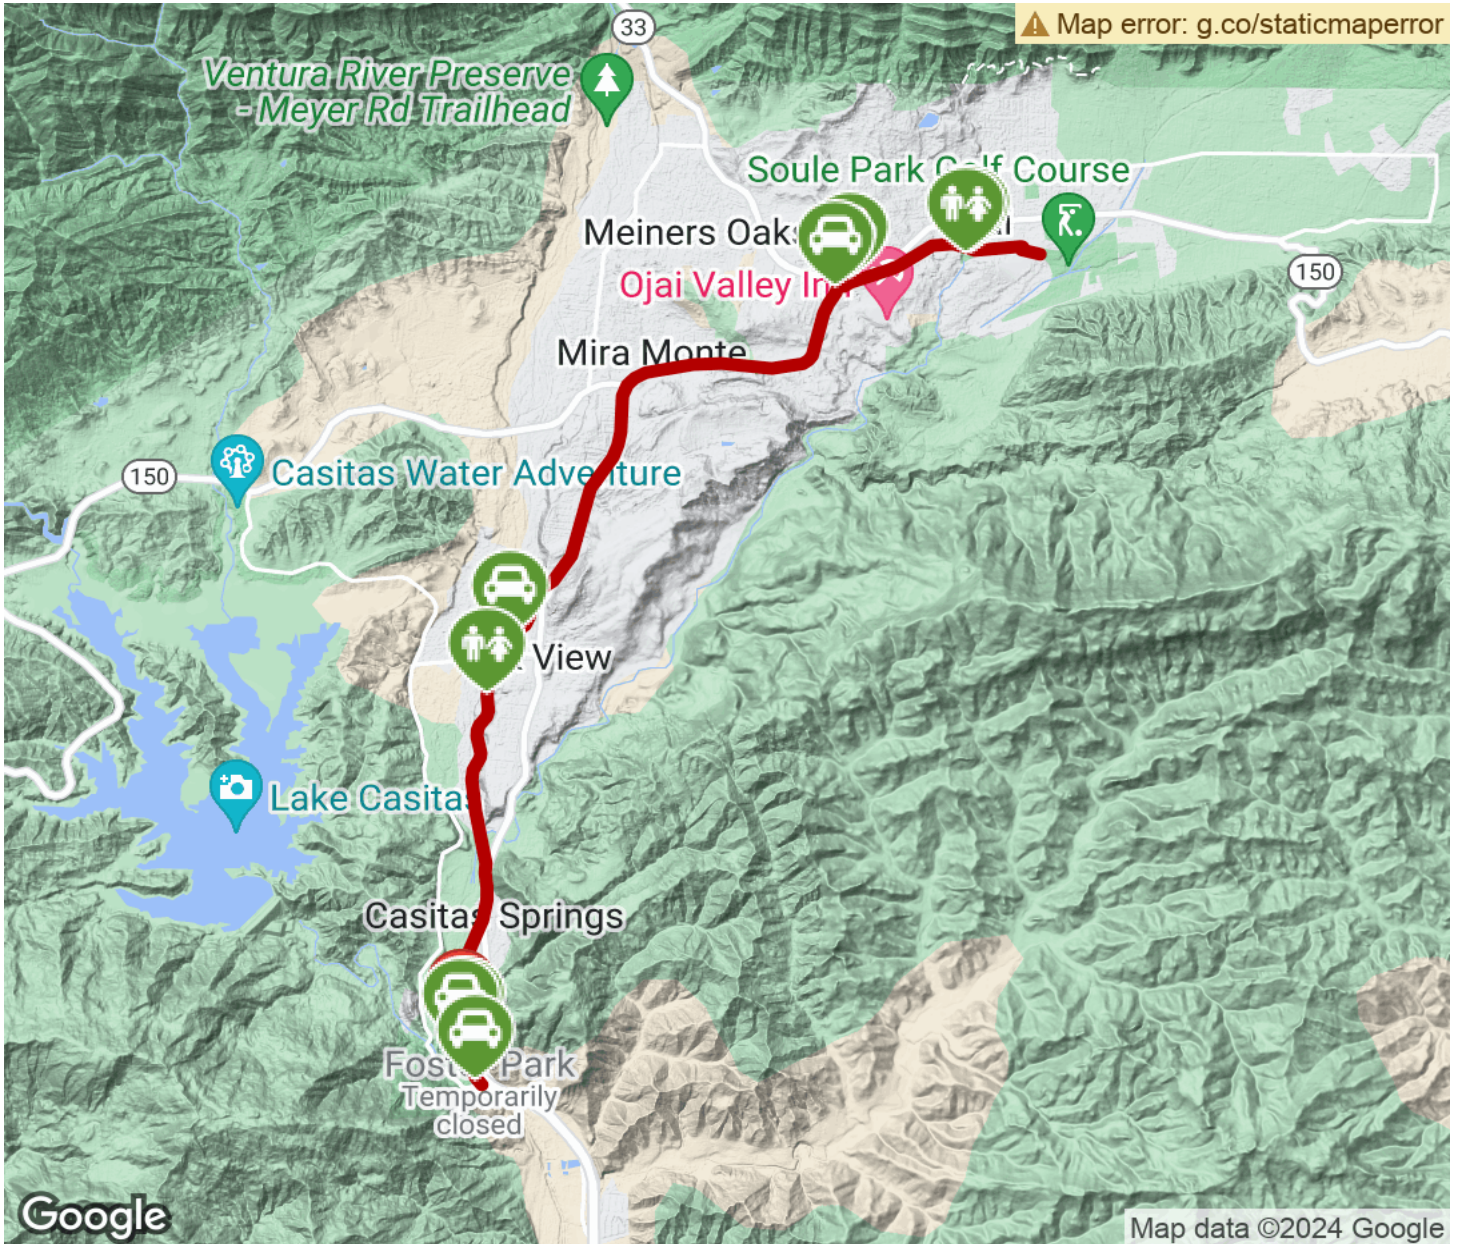 33
Map error: g.co/staticmaperror
Ventura River Preserve
- Meyer Rd Trailhead
Soule Park Golf Course
Meiners Oaks
Ojai Valley Inn
150
Mira Monte
150
Casitas Water Adventure
View
Lake Casitas
Casitas Springs
Foster Park
Temporarily
closed
Google
Map data ©2024 Google